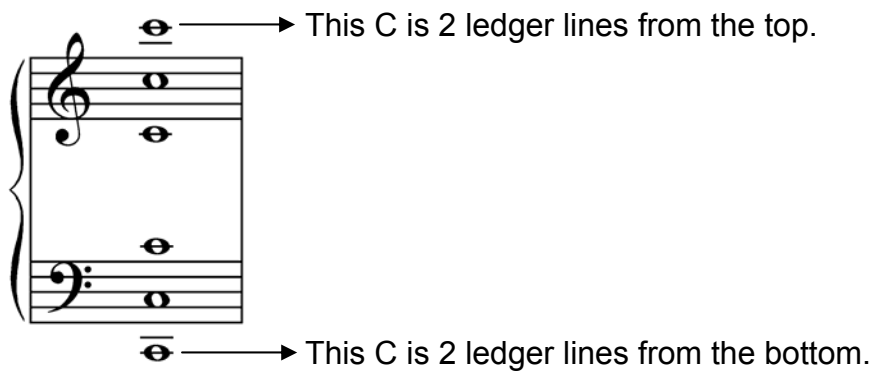 This C is 2 ledger lines from the top.
This C is 2 ledger lines from the bottom.